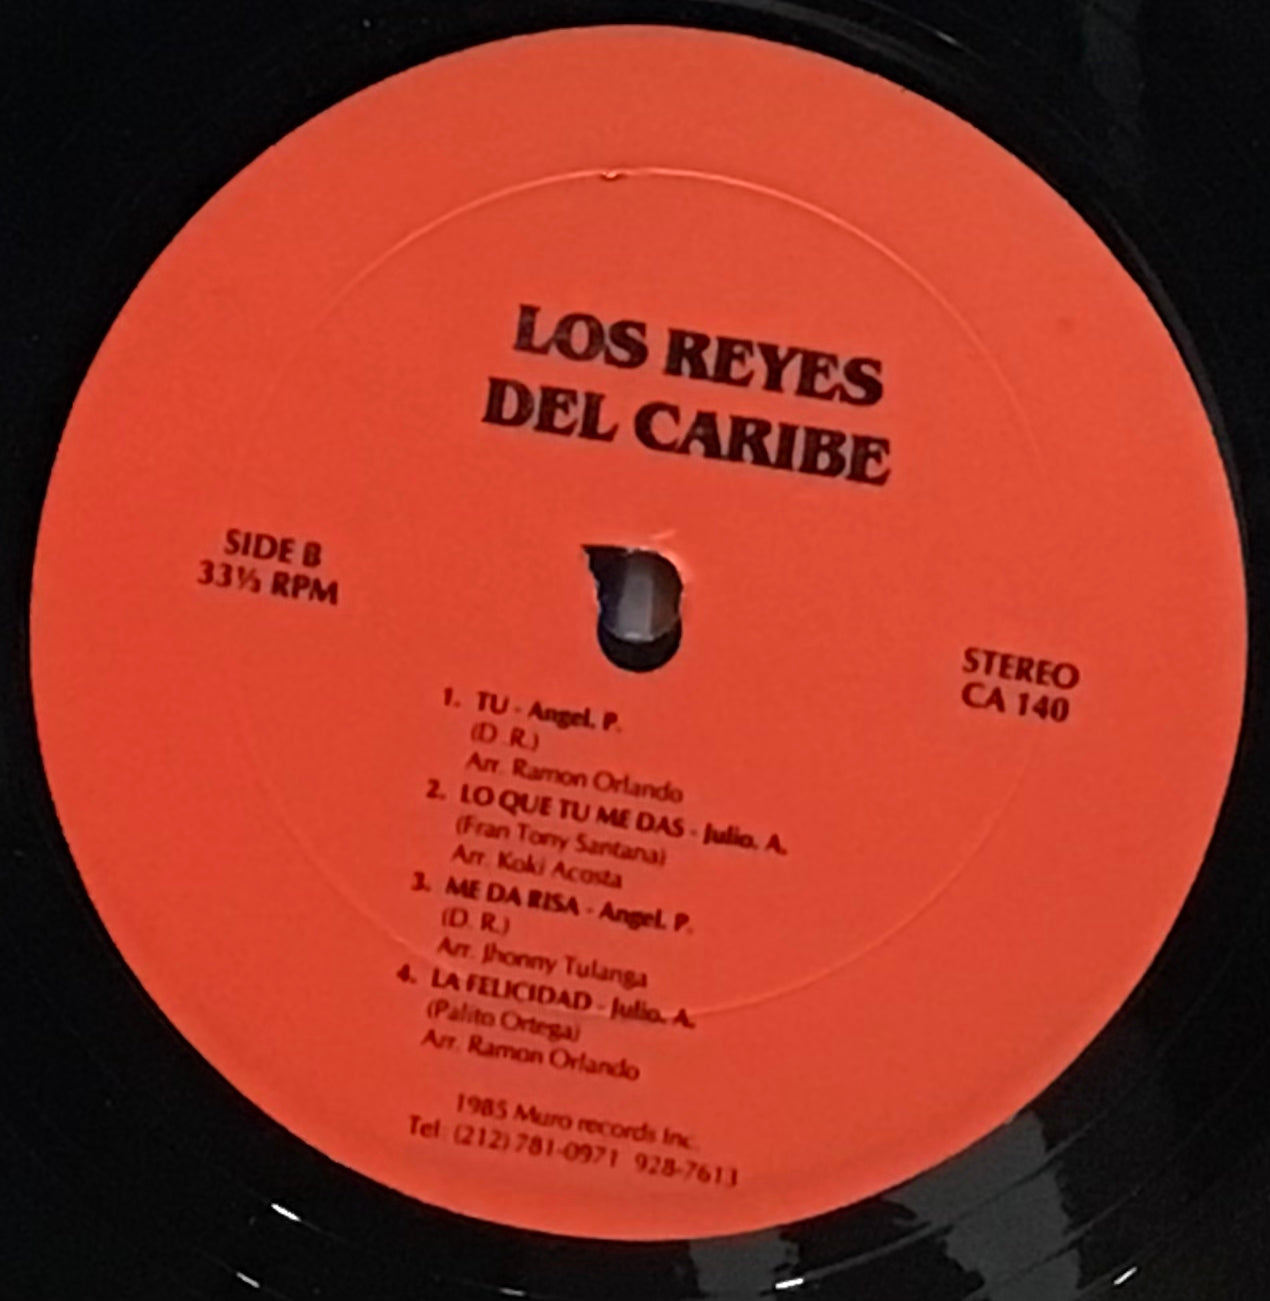 LOS REYES
DEL CARIBE
SIDE B
33⅓ RPM
STEREO
CA 140
1. TU - Angel. P.
(D. R.)
Arr. Ramon Orlando
2. LO QUE TU ME DAS - Julio. A.
(Fran Tony Santana)
Arr. Koki Acosta
3. ME DA RISA - Angel. P.
(D. R.)
Arr. Jhonny Tulanga
4. LA FELICIDAD - Julio. A.
(Palito Ortega)
Arr. Ramon Orlando
1985 Muro records Inc.
Tel. (212) 781-0971 928-7613